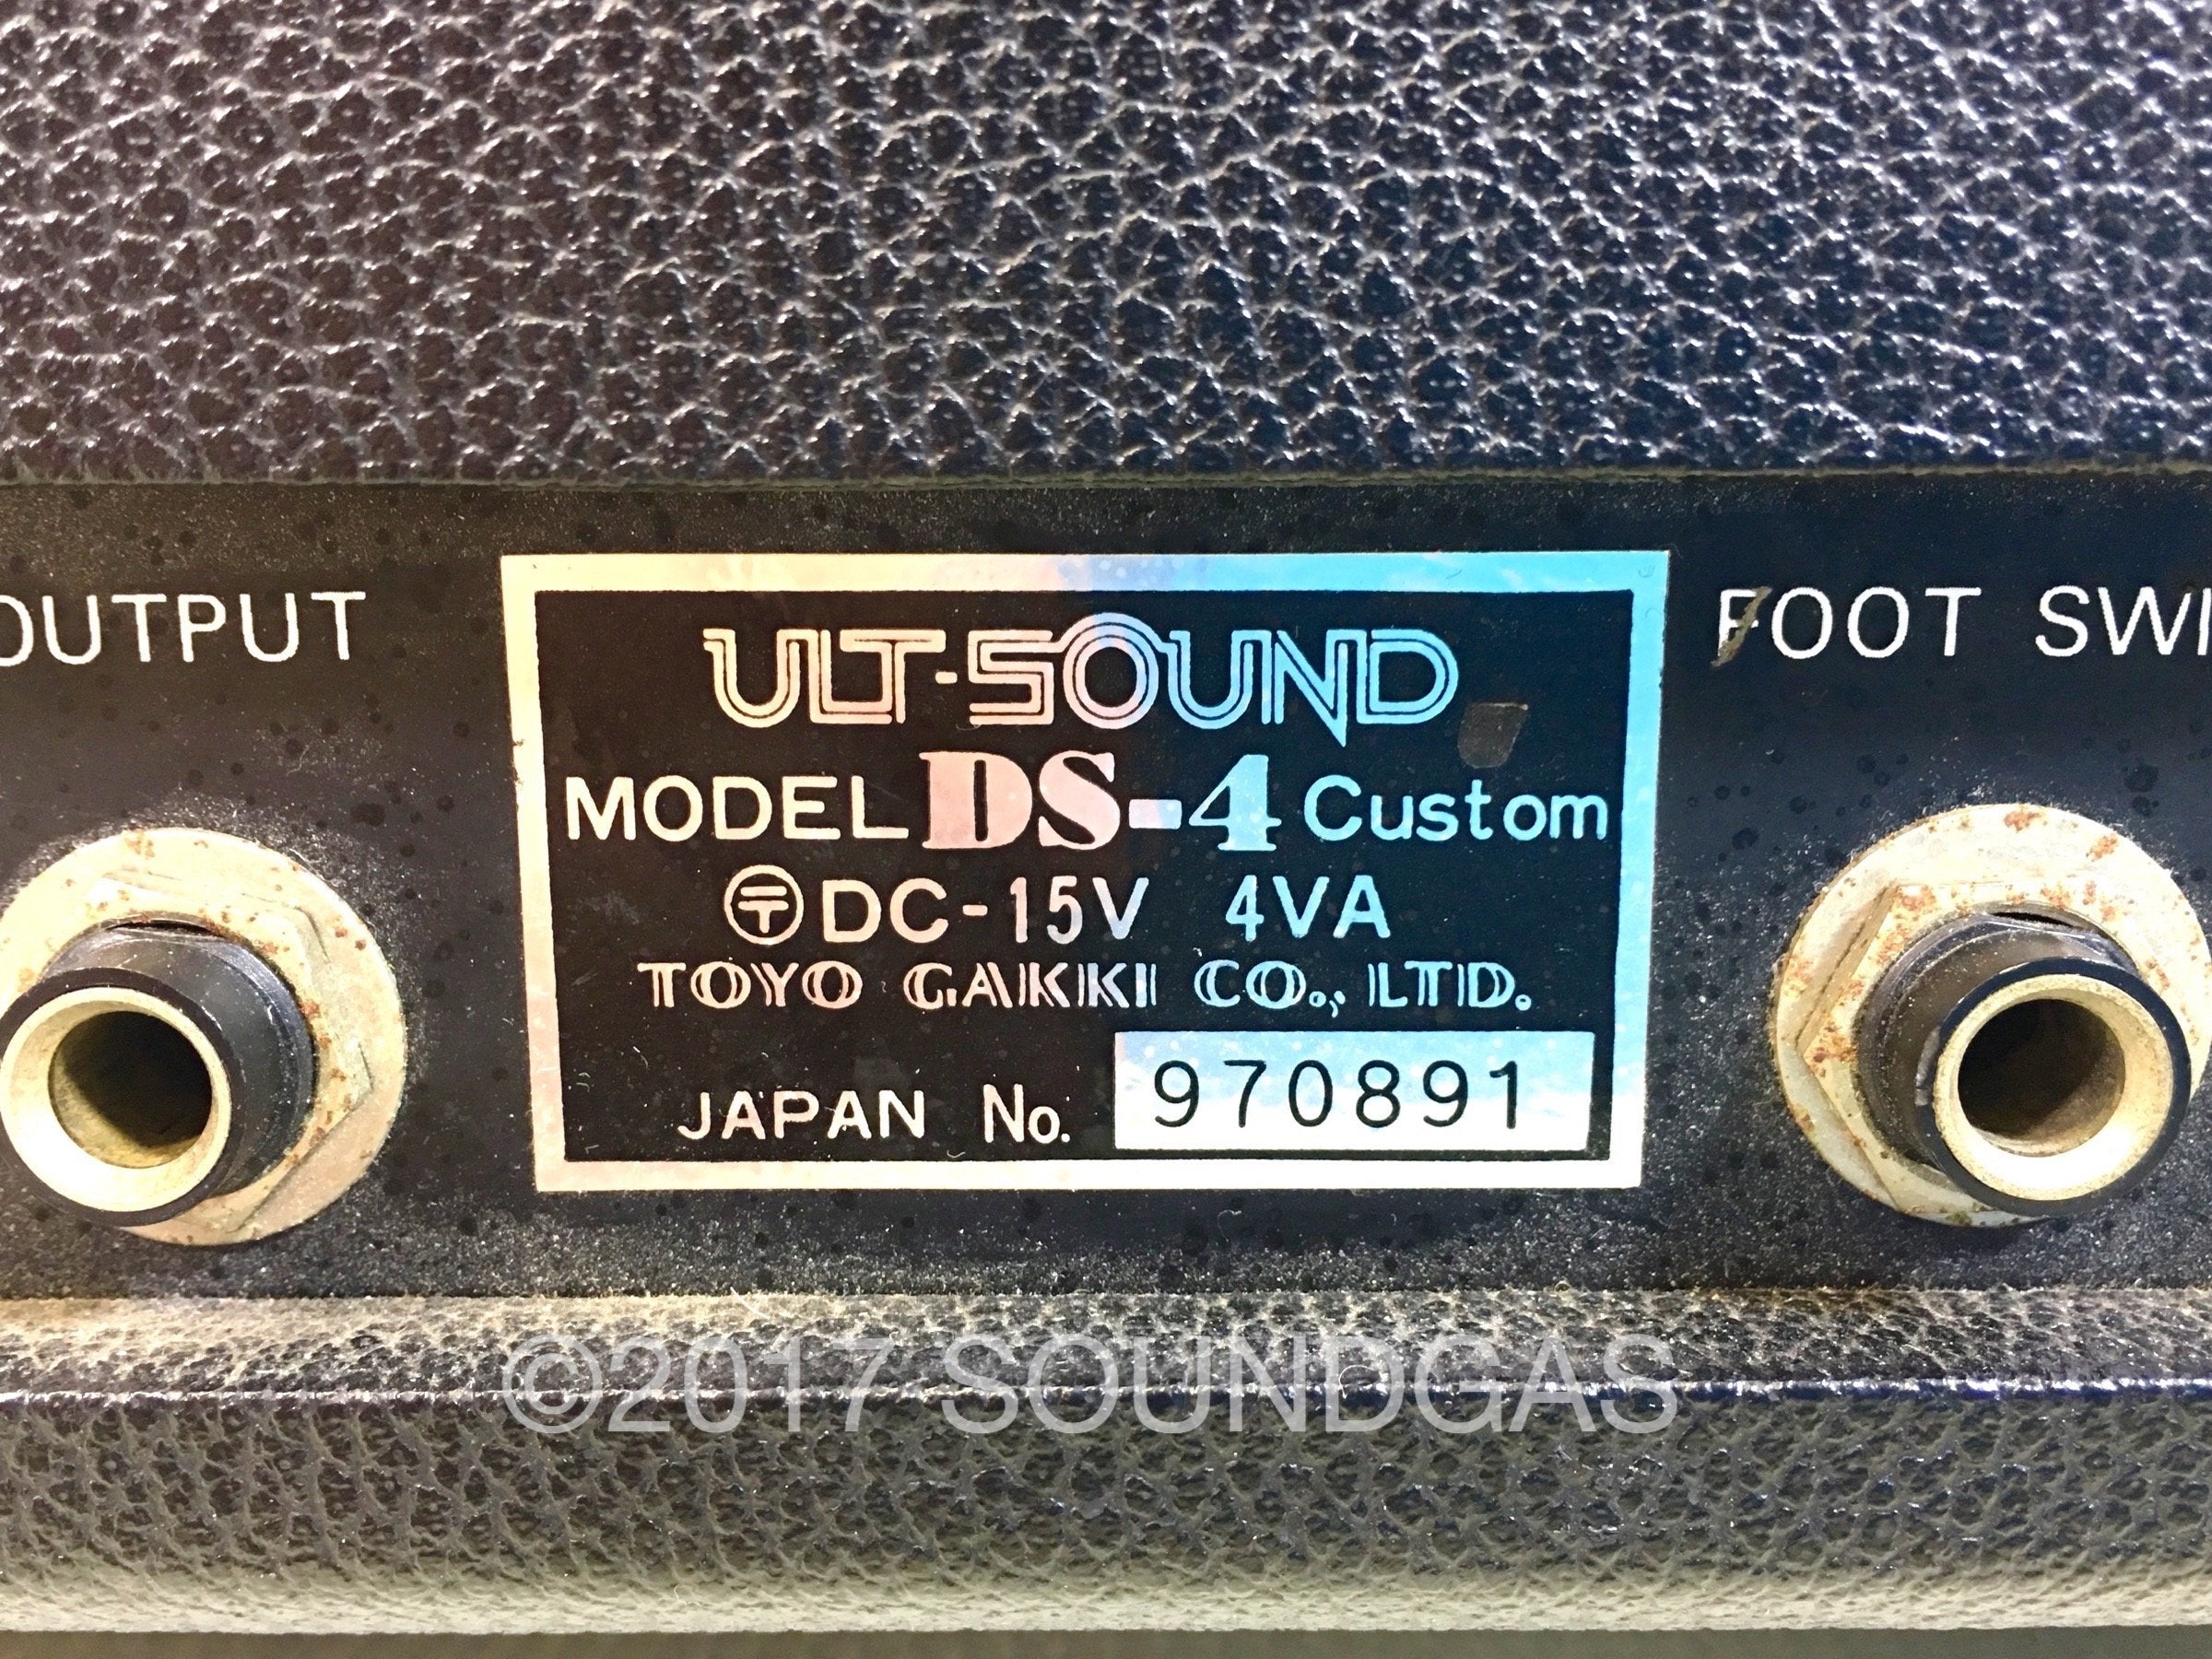 OUTPUT
ULT-SOUND
FOOT SWI
MODEL DS-4 Custom
〶 DC-15V 4VA
TOYO GAKKI CO., LTD.
JAPAN No. 970891
©2017 SOUNDGAS